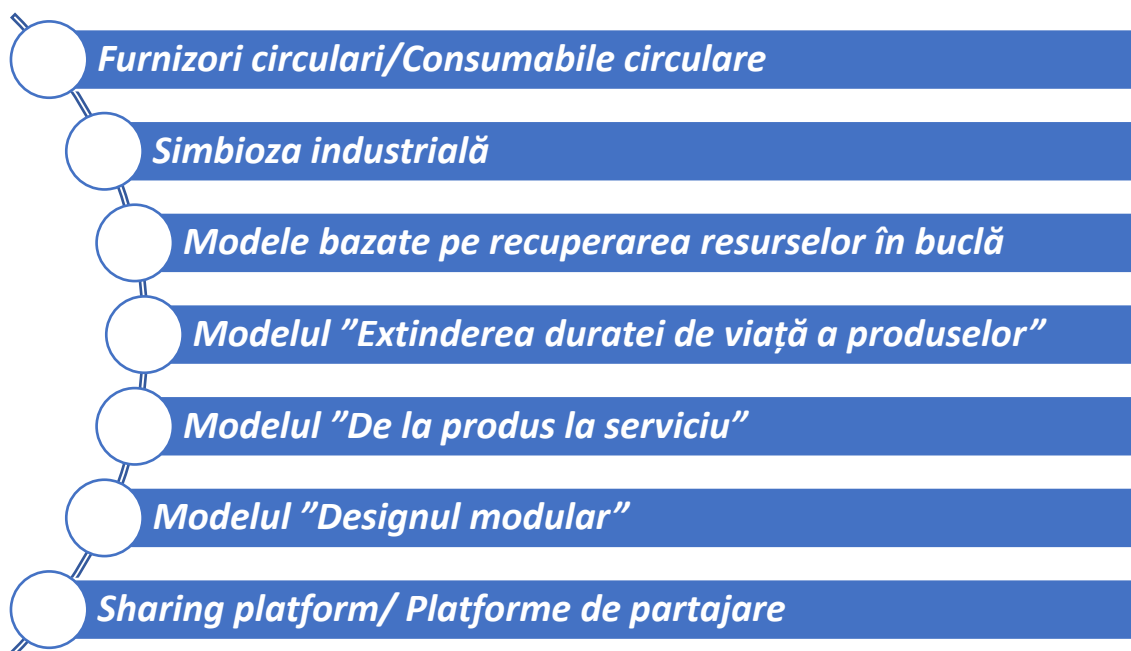 Furnizori circulari/Consumabile circulare
Simbioza industrială
Modele bazate pe recuperarea resurselor în buclă
Modelul ”Extinderea duratei de viață a produselor”
Modelul ”De la produs la serviciu”
Modelul ”Designul modular”
Sharing platform/ Platforme de partajare